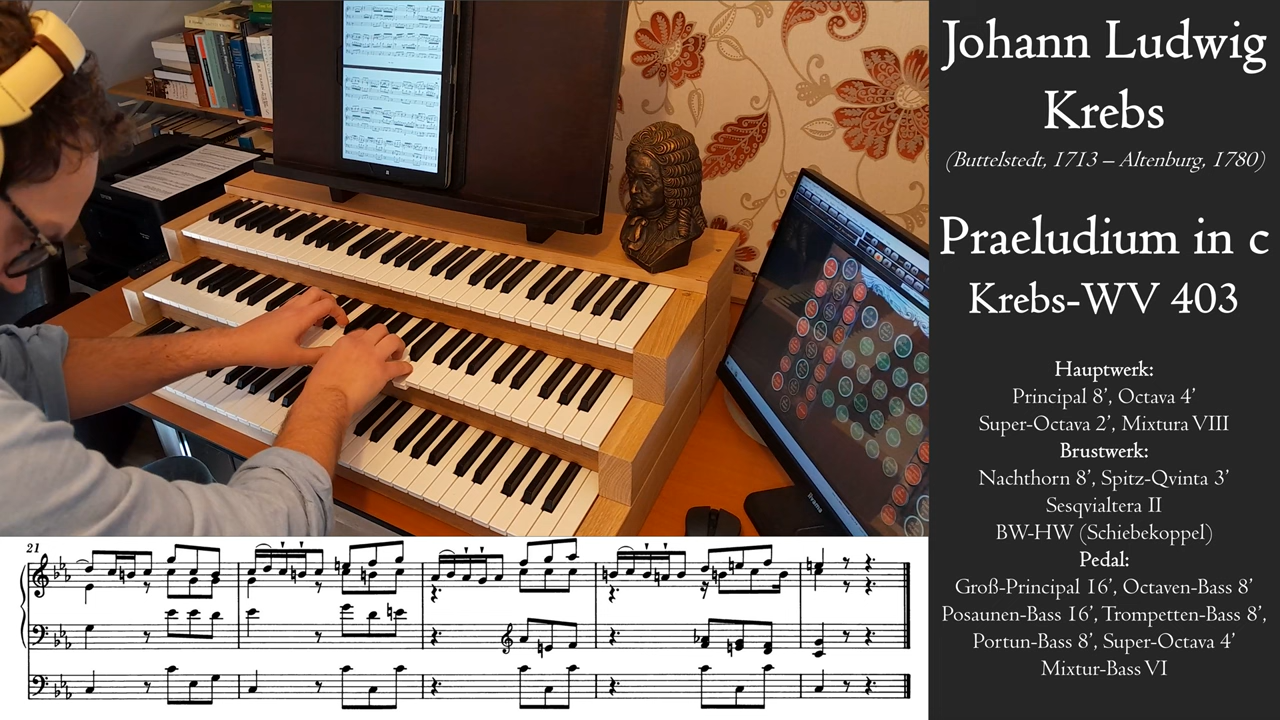 Johann Ludwig
Krebs
(Buttelstedt, 1713 – Altenburg, 1780)
Praeludium in c
Krebs-WV 403
Hauptwerk:
Principal 8’, Octava 4’
Super-Octava 2’, Mixtura VIII
Brustwerk:
Nachthorn 8’, Spitz-Qvinta 3’
Sesqvialtera II
BW-HW (Schiebekoppel)
Pedal:
Groß-Principal 16’, Octaven-Bass 8’
Posaunen-Bass 16’, Trompetten-Bass 8’,
Portun-Bass 8’, Super-Octava 4’
Mixtur-Bass VI
21